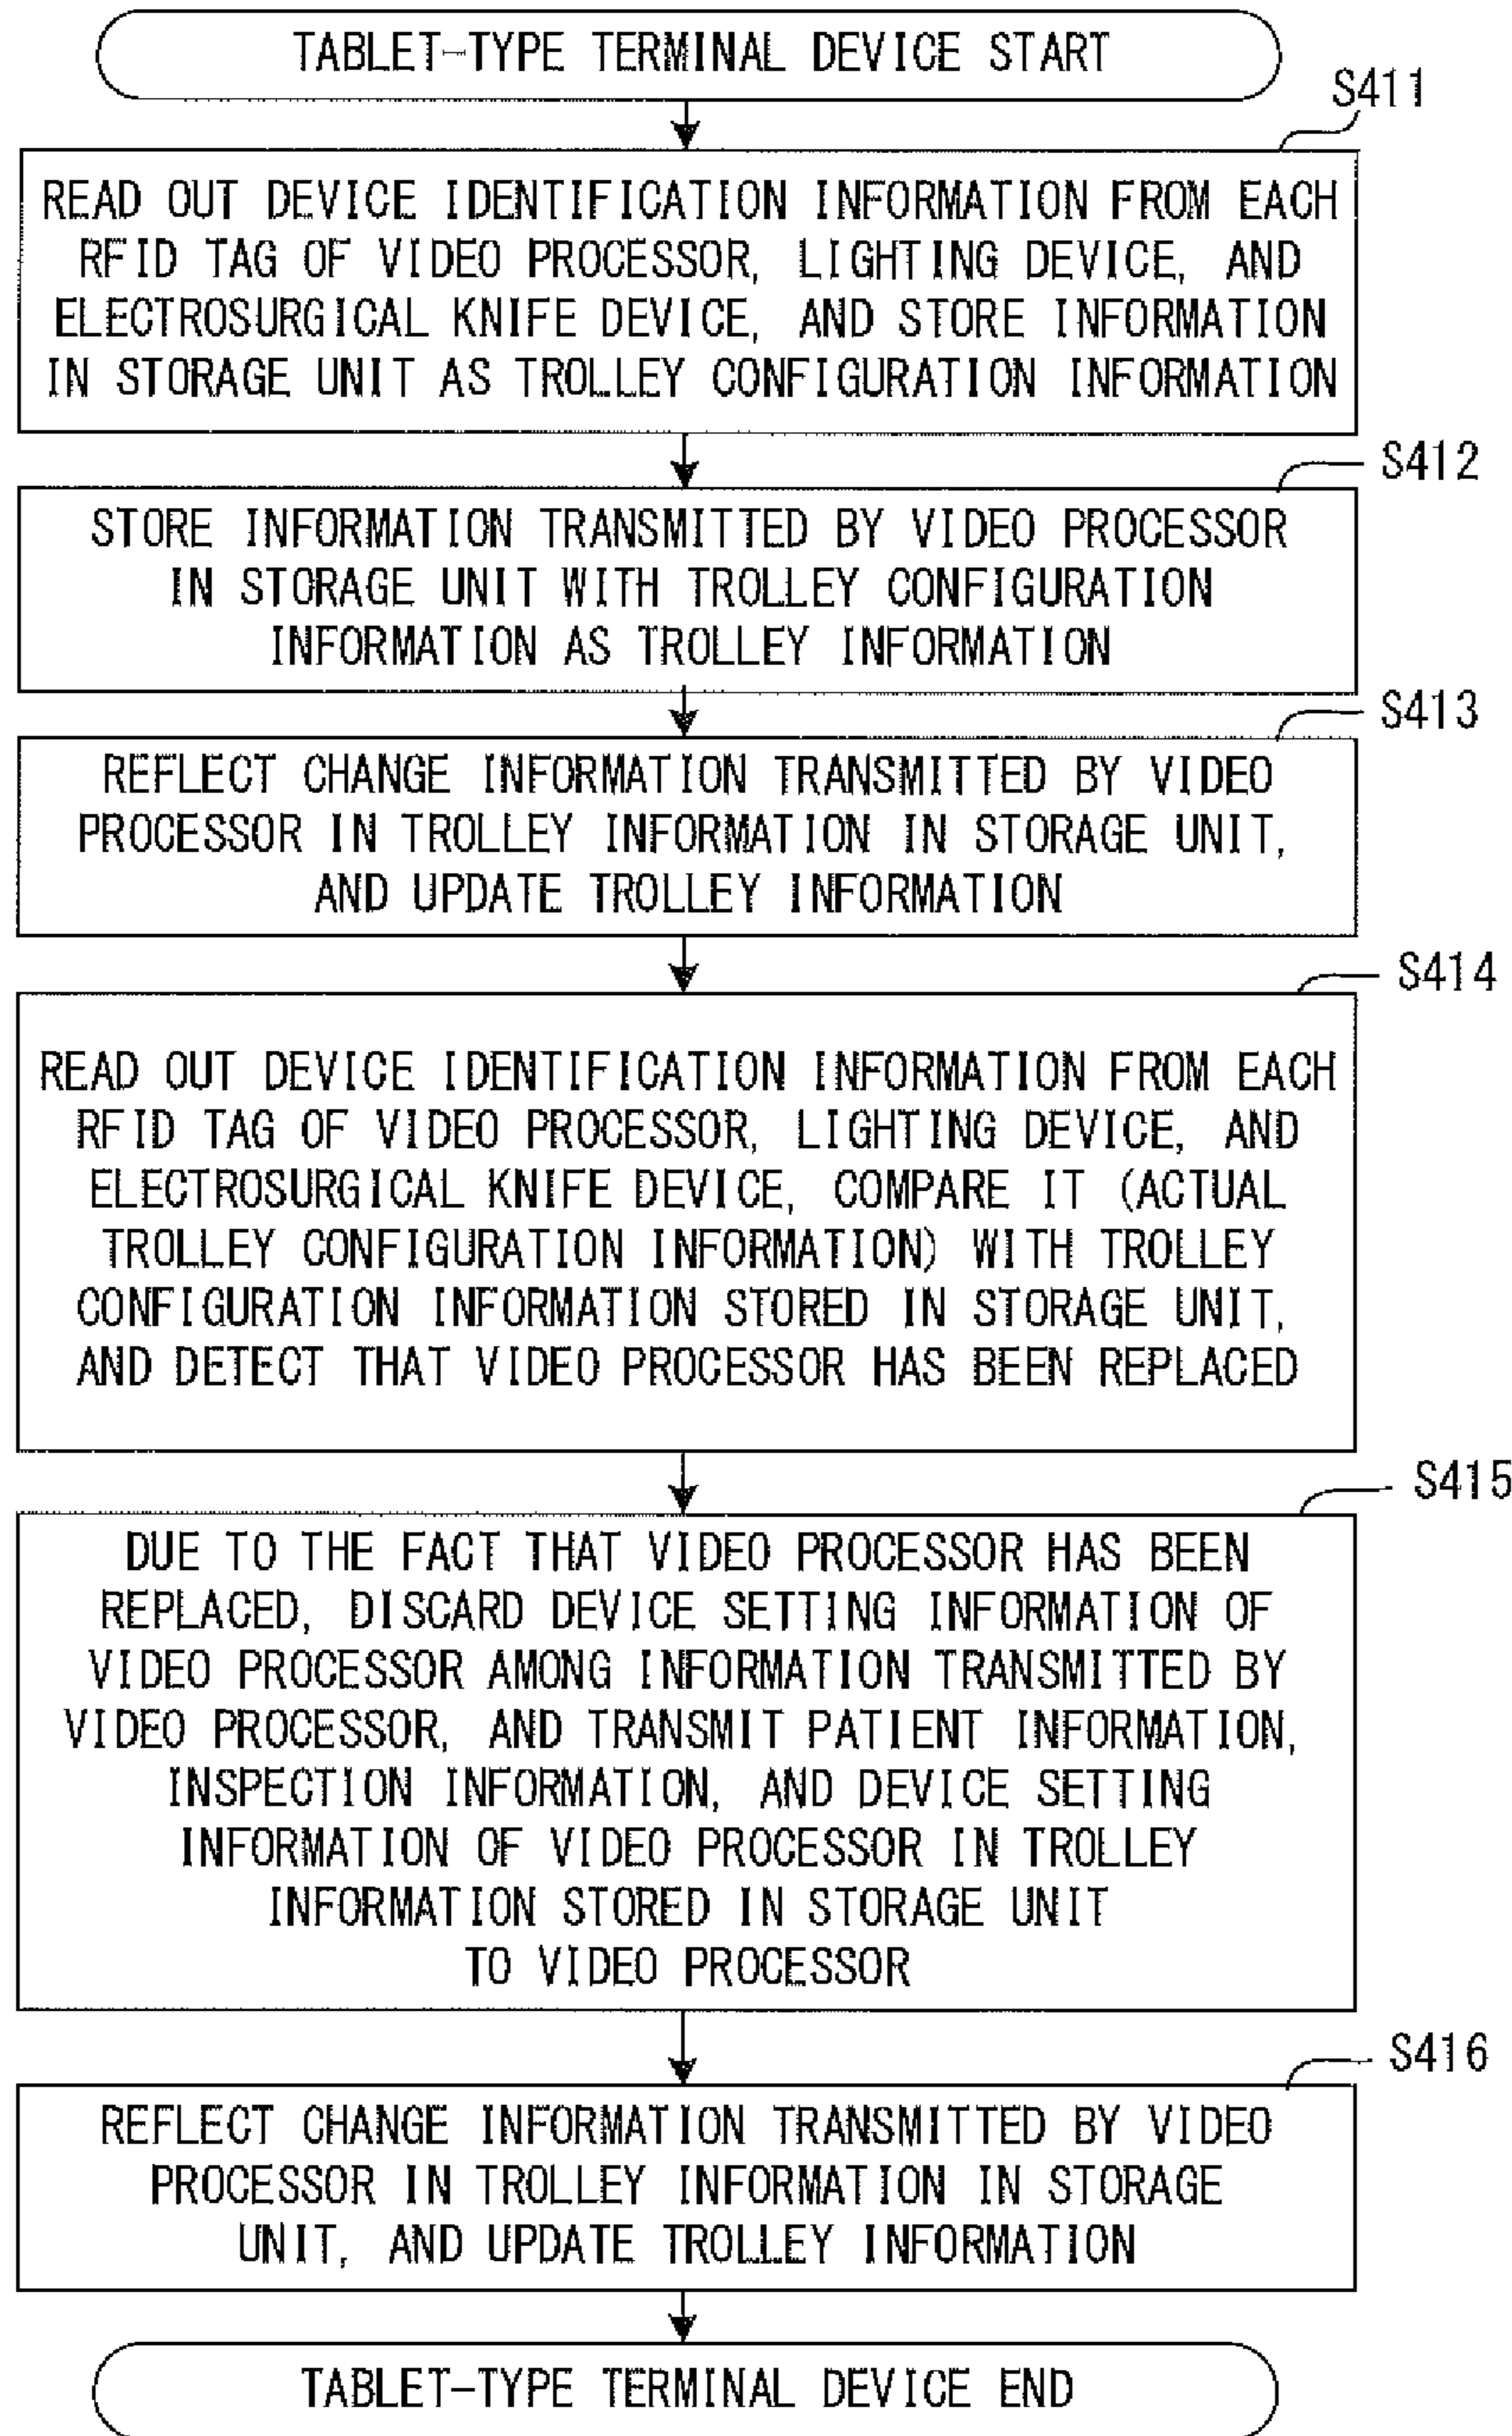 TABLET-TYPE TERMINAL DEVICE START
S411
READ OUT DEVICE IDENTIFICATION INFORMATION FROM EACH
RFID TAG OF VIDEO PROCESSOR, LIGHTING DEVICE, AND
ELECTROSURGICAL KNIFE DEVICE, AND STORE INFORMATION
IN STORAGE UNIT AS TROLLEY CONFIGURATION INFORMATION
S412
STORE INFORMATION TRANSMITTED BY VIDEO PROCESSOR
IN STORAGE UNIT WITH TROLLEY CONFIGURATION
INFORMATION AS TROLLEY INFORMATION
S413
REFLECT CHANGE INFORMATION TRANSMITTED BY VIDEO
PROCESSOR IN TROLLEY INFORMATION IN STORAGE UNIT,
AND UPDATE TROLLEY INFORMATION
S414
READ OUT DEVICE IDENTIFICATION INFORMATION FROM EACH
RFID TAG OF VIDEO PROCESSOR, LIGHTING DEVICE, AND
ELECTROSURGICAL KNIFE DEVICE, COMPARE IT (ACTUAL
TROLLEY CONFIGURATION INFORMATION) WITH TROLLEY
CONFIGURATION INFORMATION STORED IN STORAGE UNIT,
AND DETECT THAT VIDEO PROCESSOR HAS BEEN REPLACED
S415
DUE TO THE FACT THAT VIDEO PROCESSOR HAS BEEN
REPLACED, DISCARD DEVICE SETTING INFORMATION OF
VIDEO PROCESSOR AMONG INFORMATION TRANSMITTED BY
VIDEO PROCESSOR, AND TRANSMIT PATIENT INFORMATION,
INSPECTION INFORMATION, AND DEVICE SETTING
INFORMATION OF VIDEO PROCESSOR IN TROLLEY
INFORMATION STORED IN STORAGE UNIT
TO VIDEO PROCESSOR
S416
REFLECT CHANGE INFORMATION TRANSMITTED BY VIDEO
PROCESSOR IN TROLLEY INFORMATION IN STORAGE
UNIT, AND UPDATE TROLLEY INFORMATION
TABLET-TYPE TERMINAL DEVICE END